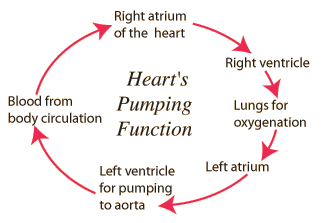 Right atrium
of the heart
Right ventricle
Lungs for
oxygenation
Left atrium
Left ventricle
for pumping
to aorta
Blood from
body circulation
Heart's
Pumping
Function